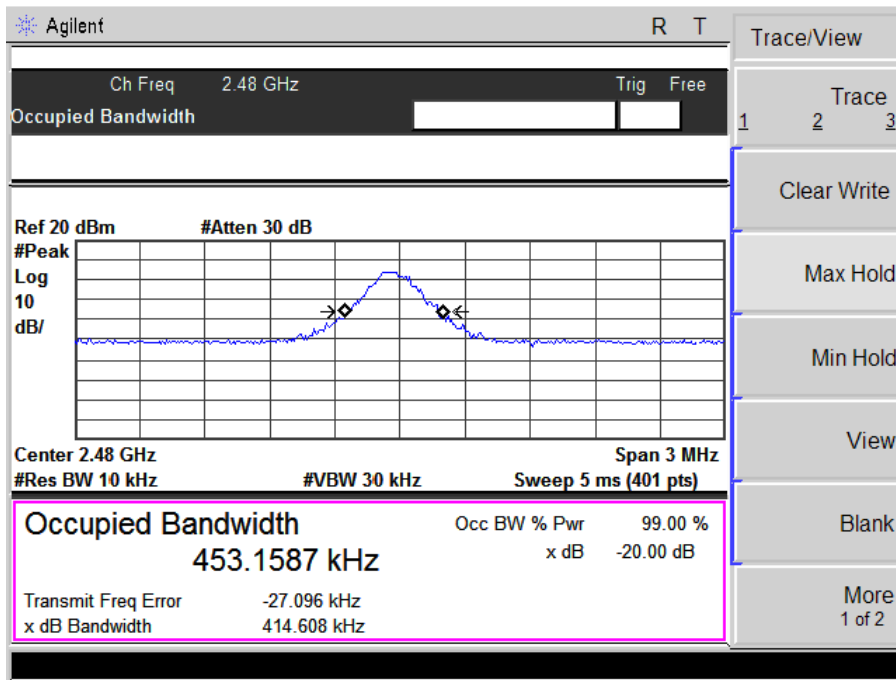 Agilent R T
Ch Freq 2.48 GHz Trig Free
Occupied Bandwidth
Ref 20 dBm #Atten 30 dB
#Peak
Log
10
dB/
Center 2.48 GHz Span 3 MHz
#Res BW 10 kHz #VBW 30 kHz Sweep 5 ms (401 pts)
Occupied Bandwidth Occ BW % Pwr 99.00 %
453.1587 kHz x dB -20.00 dB
Transmit Freq Error -27.096 kHz
x dB Bandwidth 414.608 kHz
Trace/View
Trace
1 2 3
Clear Write
Max Hold
Min Hold
View
Blank
More
1 of 2